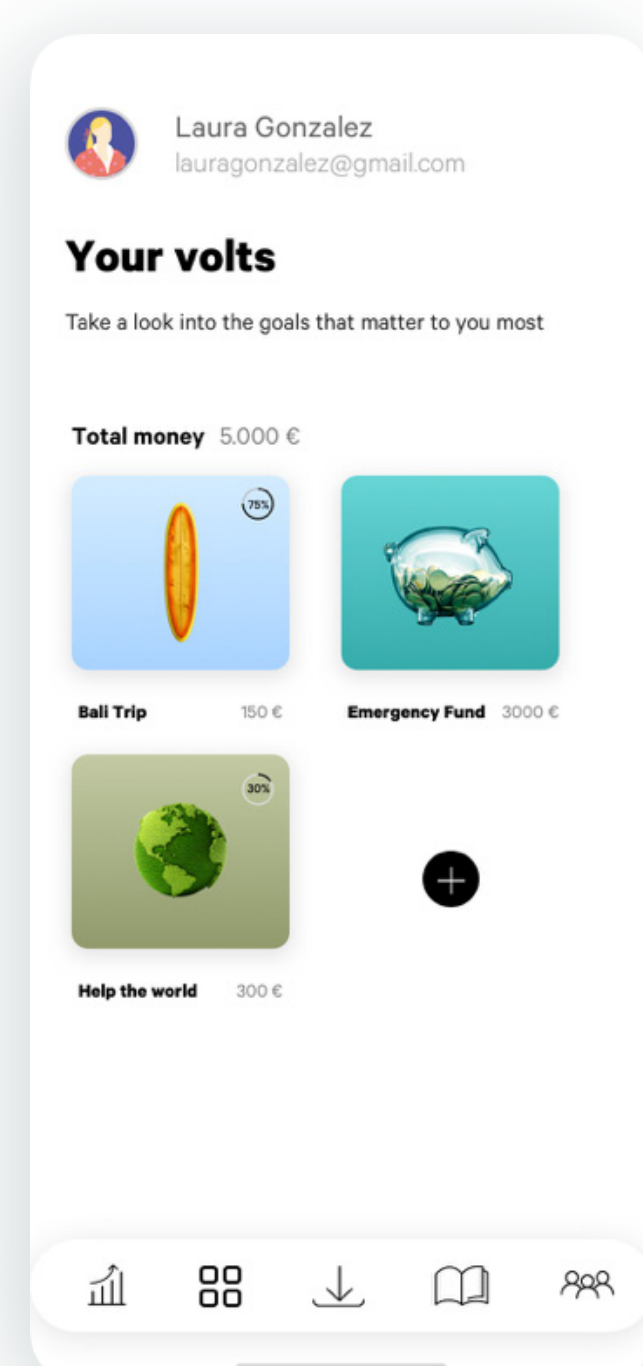 Laura Gonzalez
lauragonzalez@gmail.com
Your volts
Take a look into the goals that matter to you most
Total money 5.000 €
75%
Bali Trip 150 € Emergency Fund 3000 €
30%
Help the world 300 €